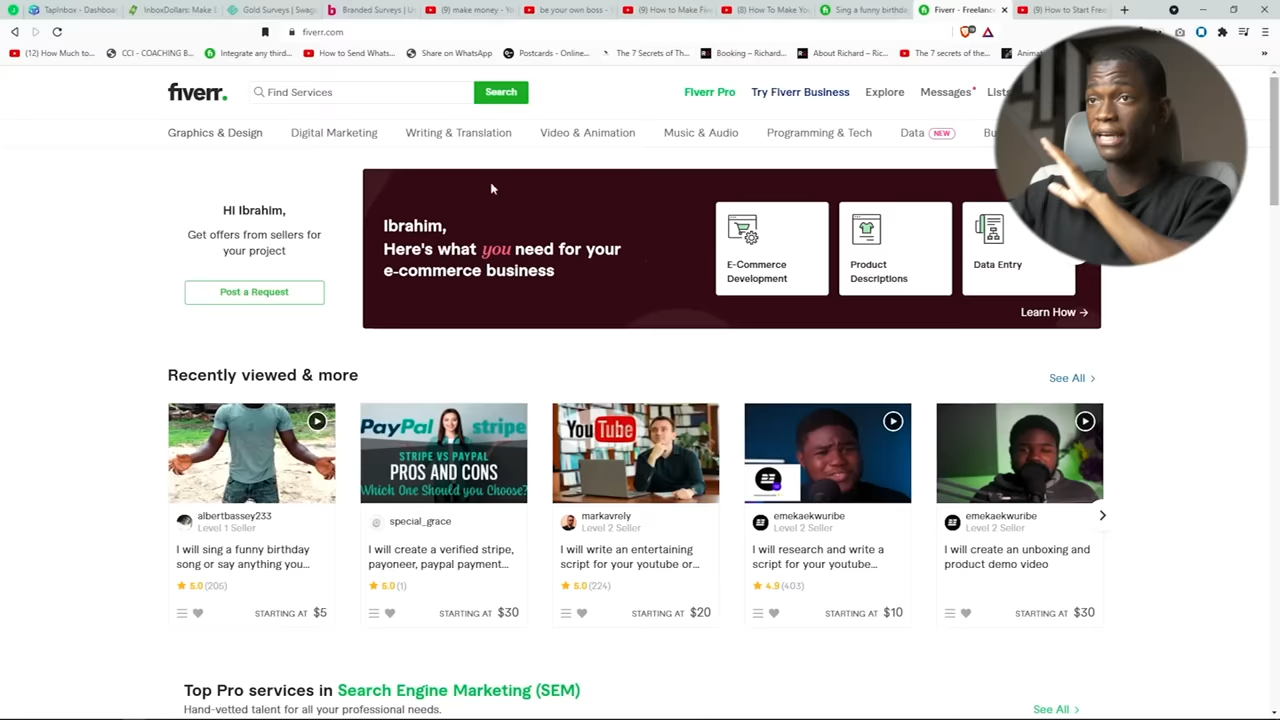 TapInbox - Dashboa
InboxDollars: Make E
Gold Surveys | Swag
Branded Surveys | U
(9) make money - Y
be your own boss -
(9) How to Make Five
(8) How To Make You
Sing a funny birthda
Fiverr - Freelance
(9) How to Start Free
fiverr.com
(12) How Much to...
CCI - COACHING B...
Integrate any third...
How to Send Whats...
Share on WhatsApp
Postcards - Online...
The 7 Secrets of Th...
Booking – Richard...
About Richard – Ric...
The 7 secrets of the...
Animat
fiverr.
Find Services
Search
Fiverr Pro
Try Fiverr Business
Explore
Messages
Lists
Graphics & Design
Digital Marketing
Writing & Translation
Video & Animation
Music & Audio
Programming & Tech
Data NEW
Bu
Hi Ibrahim,
Get offers from sellers for
your project
Post a Request
Ibrahim,
Here's what you need for your
e-commerce business
E-Commerce
Development
Product
Descriptions
Data Entry
Learn How →
Recently viewed & more
See All >
PayPal stripe
STRIPE VS PAYPAL
PROS AND CONS
Which One Should you Choose?
YouTube
albertbassey233
Level 1 Seller
I will sing a funny birthday
song or say anything you...
5.0 (205)
STARTING AT $5
special_grace
I will create a verified stripe,
payoneer, paypal payment...
5.0 (1)
STARTING AT $30
markavrely
Level 2 Seller
I will write an entertaining
script for your youtube or...
5.0 (224)
STARTING AT $20
emekaekwuribe
Level 2 Seller
I will research and write a
script for your youtube...
4.9 (403)
STARTING AT $10
emekaekwuribe
Level 2 Seller
I will create an unboxing and
product demo video
STARTING AT $30
Top Pro services in Search Engine Marketing (SEM)
Hand-vetted talent for all your professional needs.
See All >